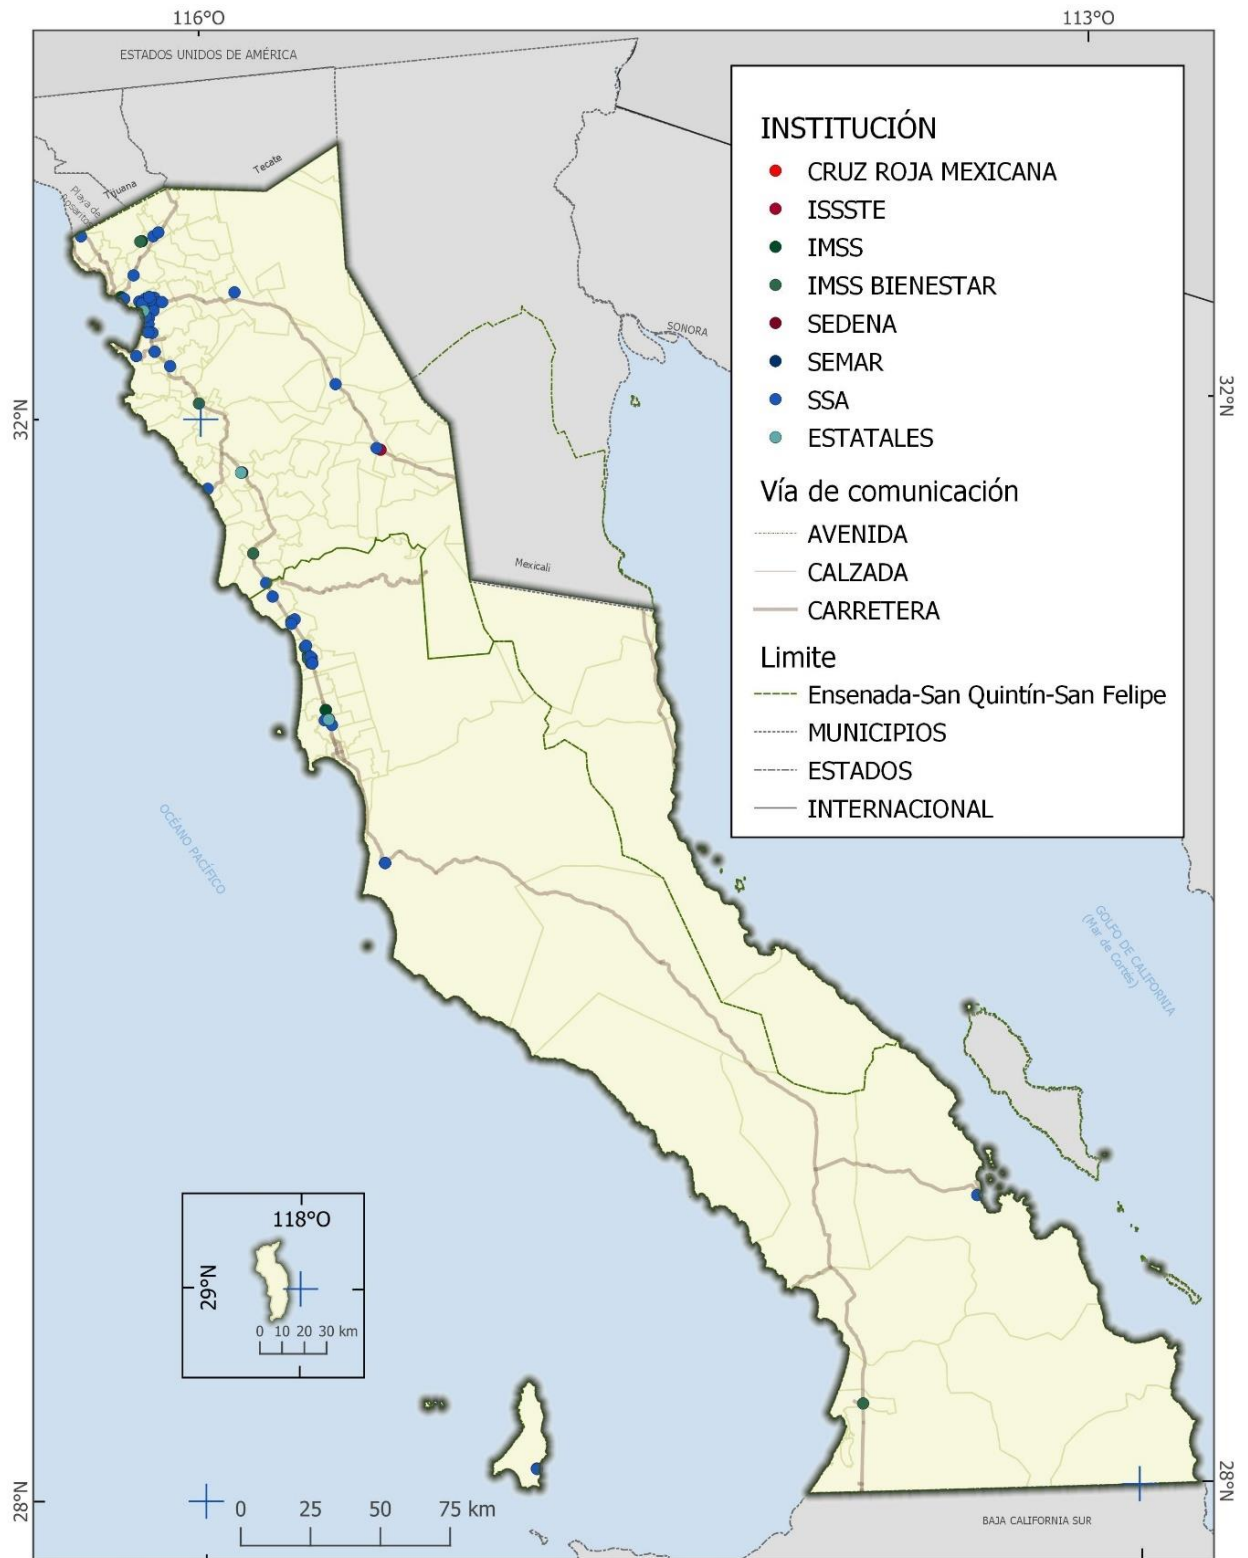 116°O
113°O
ESTADOS UNIDOS DE AMÉRICA
INSTITUCIÓN
CRUZ ROJA MEXICANA
ISSSTE
IMSS
IMSS BIENESTAR
SEDENA
SEMAR
SSA
ESTATALES
Vía de comunicación
AVENIDA
CALZADA
CARRETERA
Limite
Ensenada-San Quintín-San Felipe
MUNICIPIOS
ESTADOS
INTERNACIONAL
Tecate
Tijuana
Playa de
Rosarito
SONORA
32°N
32°N
Mexicali
OCÉANO PACÍFICO
GOLFO DE CALIFORNIA
(Mar de Cortés)
118°O
29°N
0 10 20 30 km
28°N
28°N
0 25 50 75 km
BAJA CALIFORNIA SUR